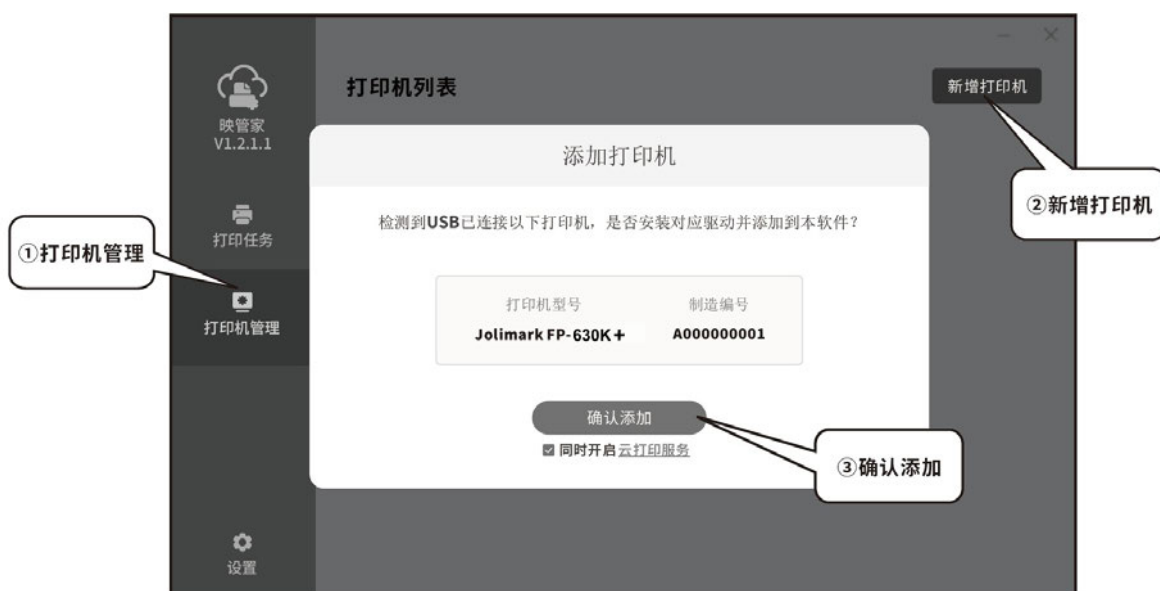 映管家
V1.2.1.1
打印任务
打印机管理
设置
打印机列表
新增打印机
添加打印机
检测到USB已连接以下打印机，是否安装对应驱动并添加到本软件？
打印机型号 制造编号
Jolimark FP-630K+ A000000001
确认添加
同时开启云打印服务
①打印机管理
②新增打印机
③确认添加